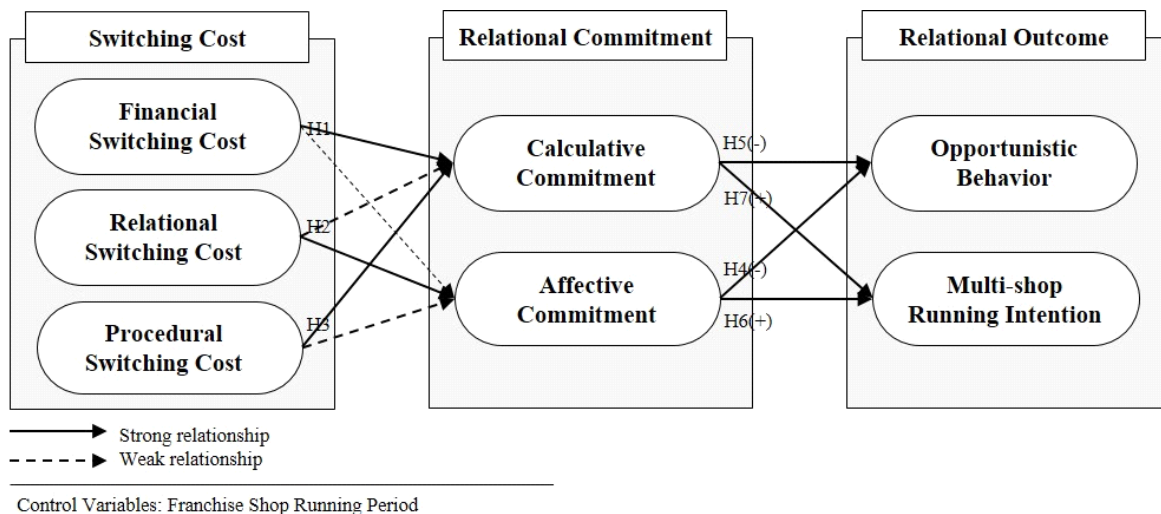 Switching Cost
Financial
Switching Cost
Relational
Switching Cost
Procedural
Switching Cost
H1
H2
H3
Relational Commitment
Calculative
Commitment
Affective
Commitment
H5(-)
H7(+)
H4(-)
H6(+)
Relational Outcome
Opportunistic
Behavior
Multi-shop
Running Intention
Strong relationship
Weak relationship
Control Variables: Franchise Shop Running Period